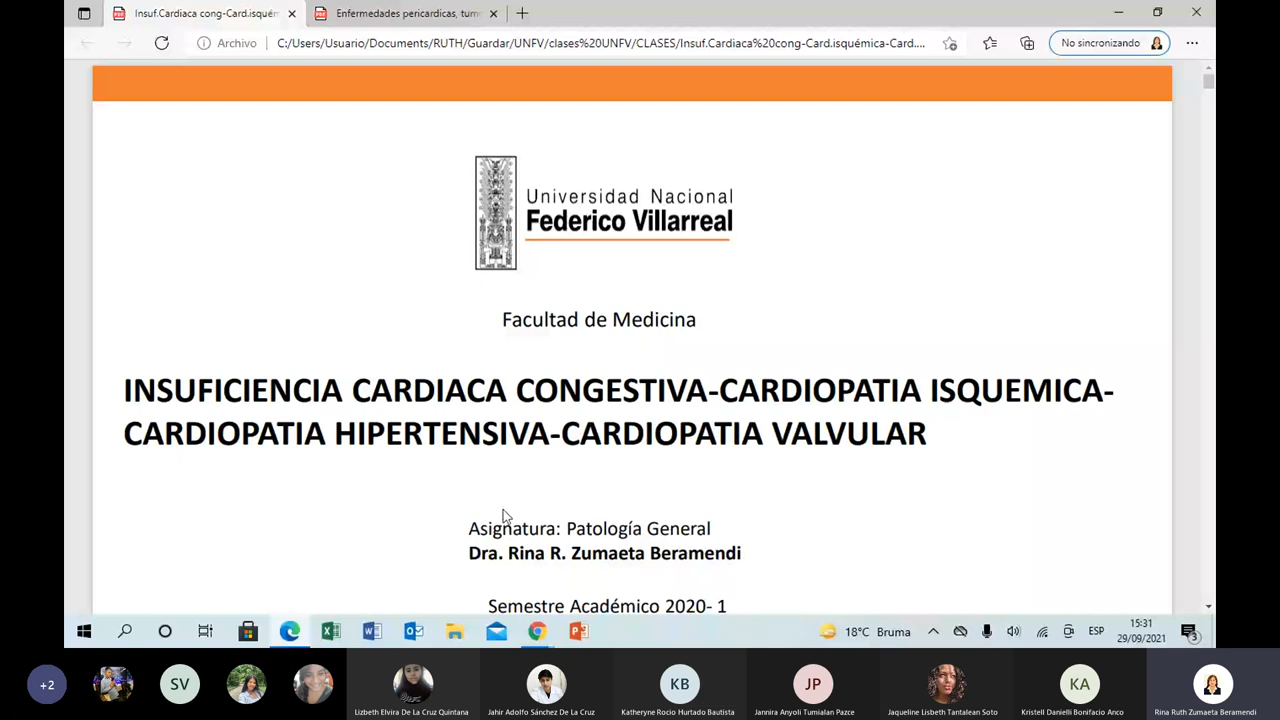 Insuf.Cardiaca cong-Card.isquém
Enfermedades pericardicas, tumo
Archivo
C:/Users/Usuario/Documents/RUTH/Guardar/UNFV/clases%20UNFV/CLASES/Insuf.Cardiaca%20cong-Card.isquémica-Card....
No sincronizando
Universidad Nacional
Federico Villarreal
Facultad de Medicina
INSUFICIENCIA CARDIACA CONGESTIVA-CARDIOPATIA ISQUEMICA-
CARDIOPATIA HIPERTENSIVA-CARDIOPATIA VALVULAR
Asignatura: Patología General
Dra. Rina R. Zumaeta Beramendi
Semestre Académico 2020- 1
18°C Bruma
ESP
15:31
29/09/2021
3
+2
SV
KB
JP
KA
Lizbeth Elvira De La Cruz Quintana
Jahir Adolfo Sánchez De La Cruz
Katheryne Rocio Hurtado Bautista
Jannira Anyoli Tumialan Pazce
Jaqueline Lisbeth Tantalean Soto
Kristell Danielli Bonifacio Anco
Rina Ruth Zumaeta Beramendi